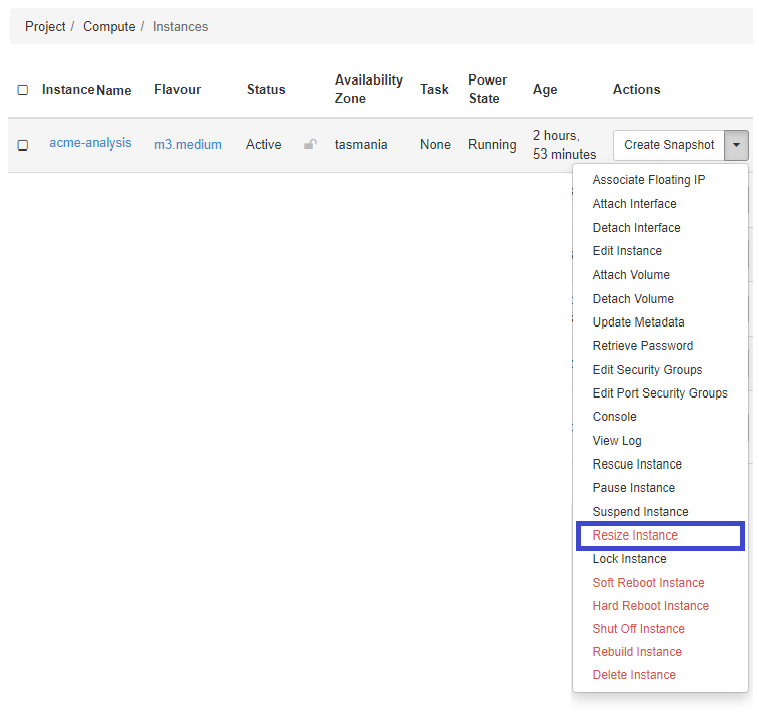 Project / Compute / Instances
Instance Name Flavour Status Availability Zone Task Power State Age Actions
acme-analysis m3.medium Active tasmania None Running 2 hours, 53 minutes Create Snapshot
Associate Floating IP
Attach Interface
Detach Interface
Edit Instance
Attach Volume
Detach Volume
Update Metadata
Retrieve Password
Edit Security Groups
Edit Port Security Groups
Console
View Log
Rescue Instance
Pause Instance
Suspend Instance
Resize Instance
Lock Instance
Soft Reboot Instance
Hard Reboot Instance
Shut Off Instance
Rebuild Instance
Delete Instance